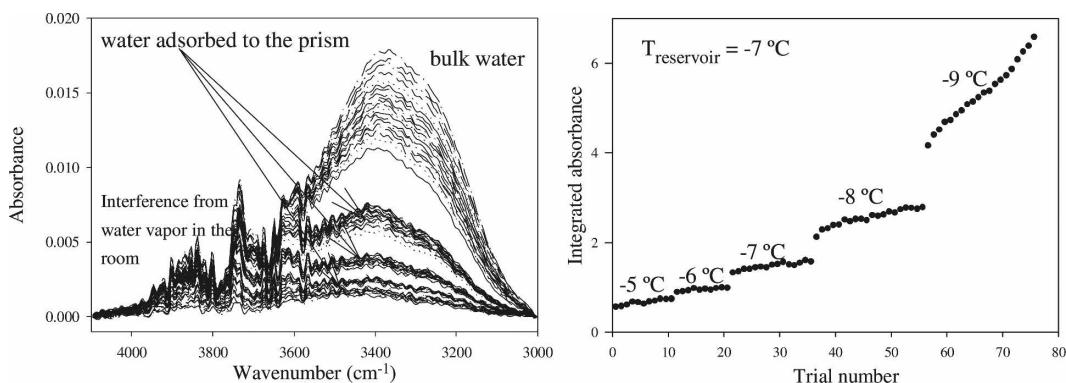 0.020
water adsorbed to the prism
bulk water
0.015
0.010
Absorbance
Interference from
water vapor in the
room
0.005
0.000
4000 3800 3600 3400 3200 3000
Wavenumber (cm⁻¹)
T reservoir = -7 ºC
6
-9 ºC
4
Integrated absorbance
-8 ºC
2
-7 ºC
-5 ºC -6 ºC
0
0 10 20 30 40 50 60 70 80
Trial number